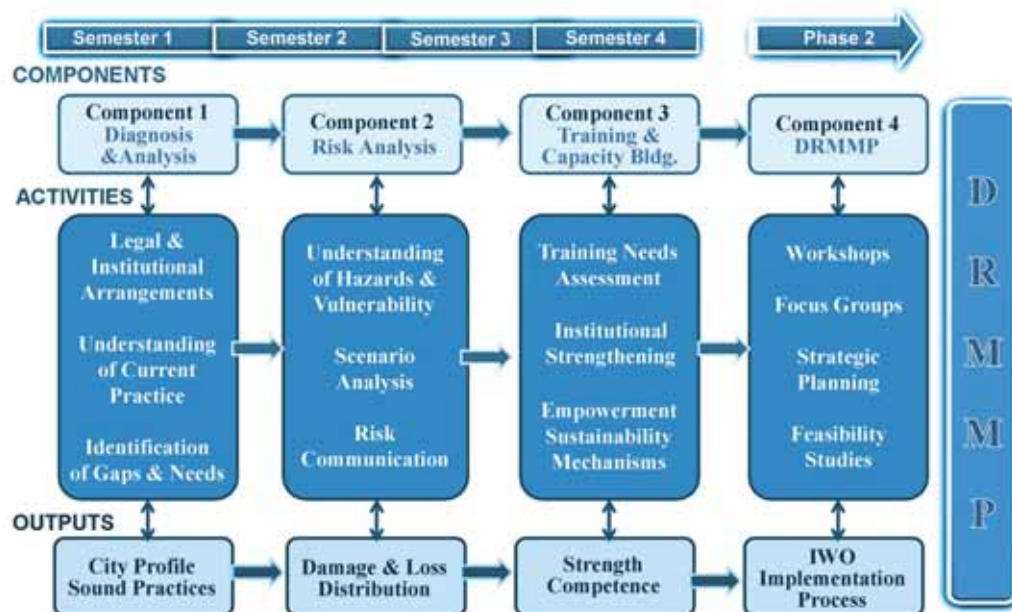 Semester 1
Semester 2
Semester 3
Semester 4
Phase 2
COMPONENTS
Component 1
Diagnosis
&Analysis
Component 2
Risk Analysis
Component 3
Training &
Capacity Bldg.
Component 4
DRMMP
ACTIVITIES
Legal &
Institutional
Arrangements
Understanding
of Current
Practice
Identification
of Gaps & Needs
Understanding
of Hazards &
Vulnerability
Scenario
Analysis
Risk
Communication
Training Needs
Assessment
Institutional
Strengthening
Empowerment
Sustainability
Mechanisms
Workshops
Focus Groups
Strategic
Planning
Feasibility
Studies
OUTPUTS
City Profile
Sound Practices
Damage & Loss
Distribution
Strength
Competence
IWO
Implementation
Process
D
R
M
M
P